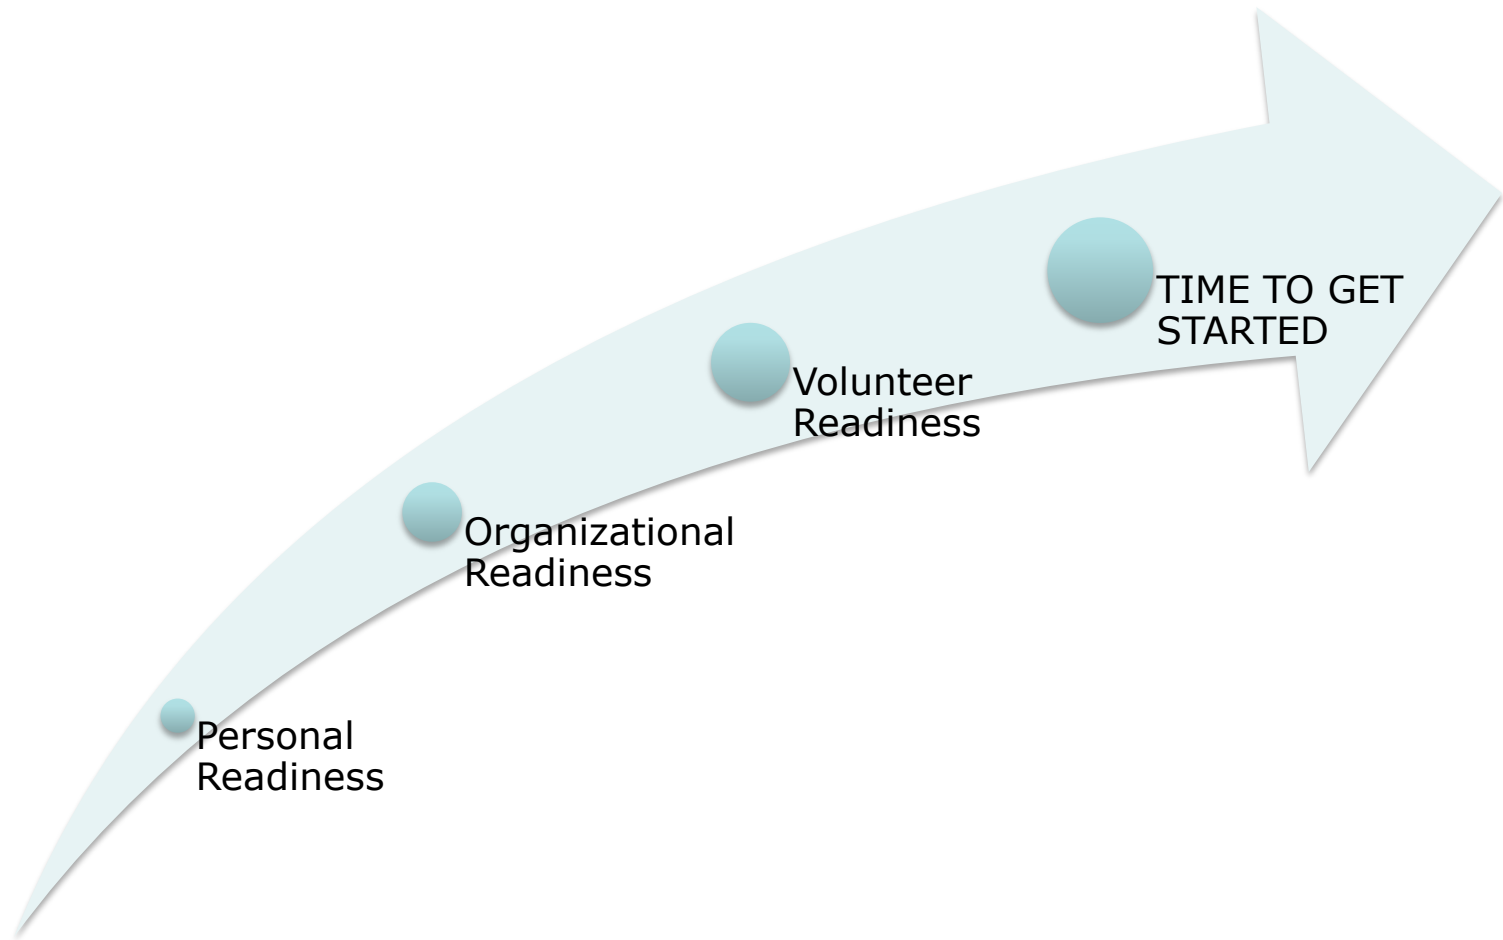 TIME TO GET
STARTED
Volunteer
Readiness
Organizational
Readiness
Personal
Readiness